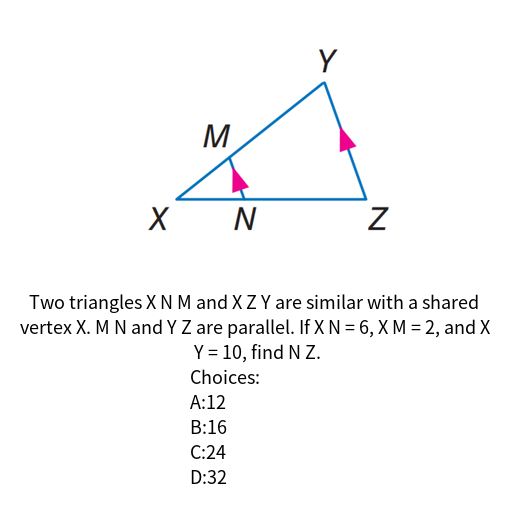 Y
M
X
N
Z
Two triangles X N M and X Z Y are similar with a shared
vertex X. M N and Y Z are parallel. If X N = 6, X M = 2, and X
Y = 10, find N Z.
Choices:
A:12
B:16
C:24
D:32